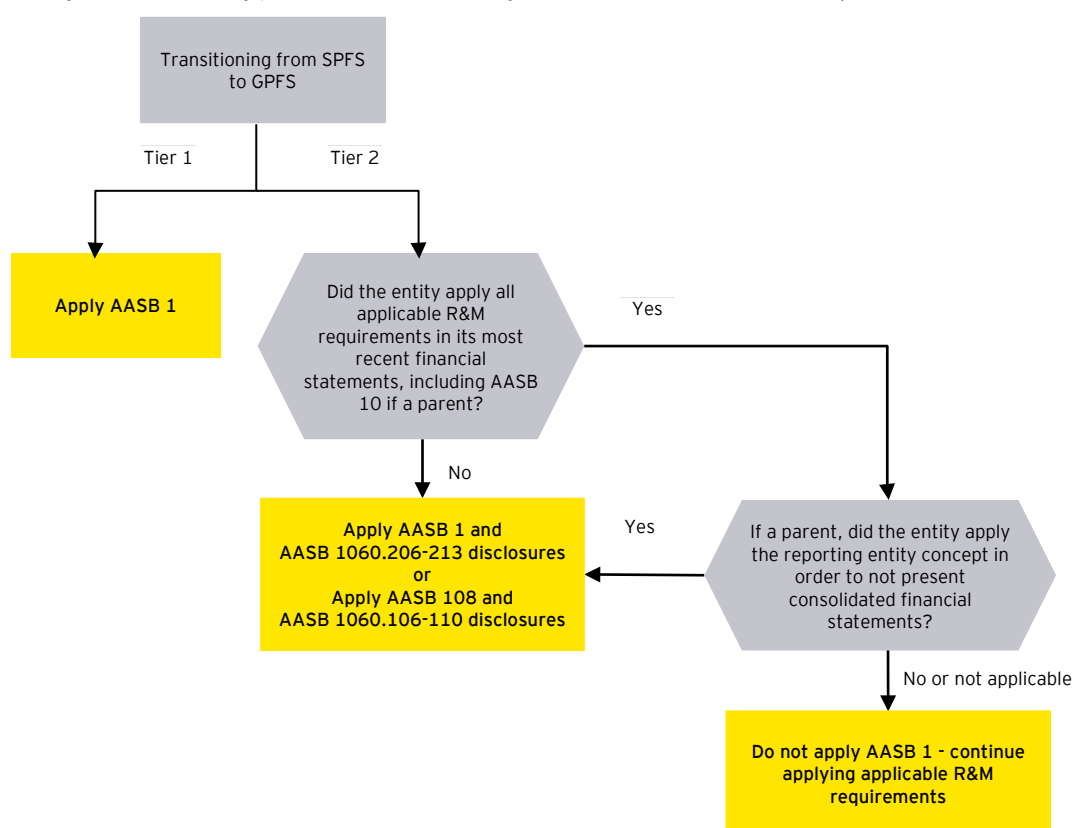 Transitioning from SPFS
to GPFS
Tier 1
Tier 2
Apply AASB 1
Did the entity apply all
applicable R&M
requirements in its most
recent financial
statements, including AASB
10 if a parent?
Yes
No
Apply AASB 1 and
AASB 1060.206-213 disclosures
or
Apply AASB 108 and
AASB 1060.106-110 disclosures
Yes
If a parent, did the entity apply
the reporting entity concept in
order to not present
consolidated financial
statements?
No or not applicable
Do not apply AASB 1 - continue
applying applicable R&M
requirements